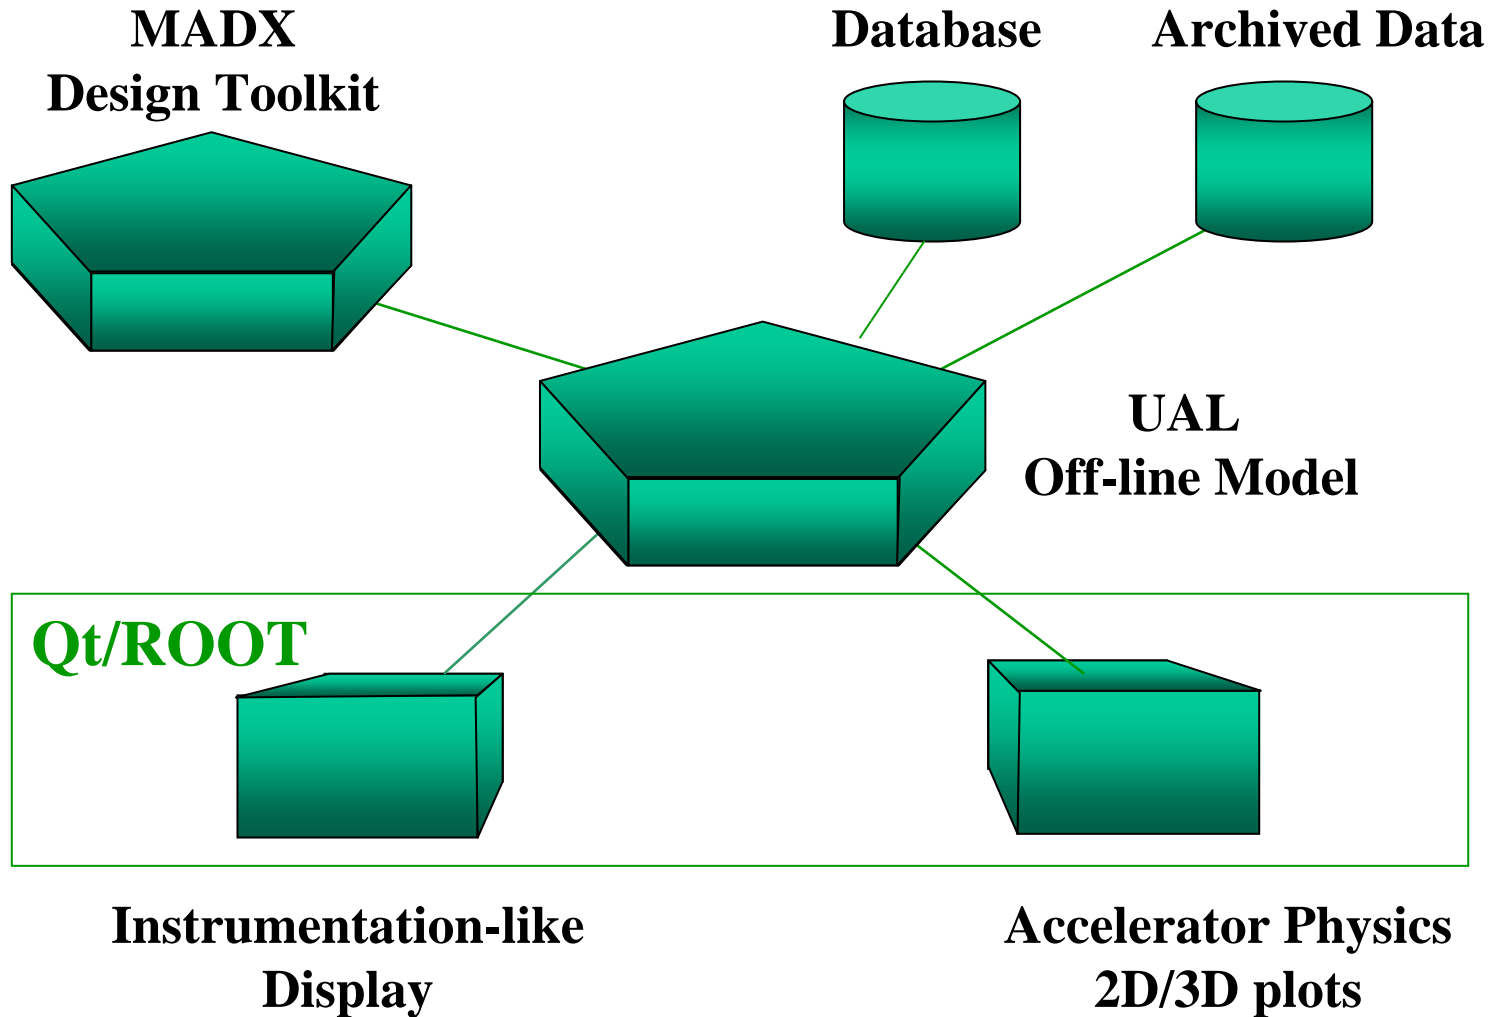 MADX
Design Toolkit
Database
Archived Data
UAL
Off-line Model
Qt/ROOT
Instrumentation-like
Display
Accelerator Physics
2D/3D plots